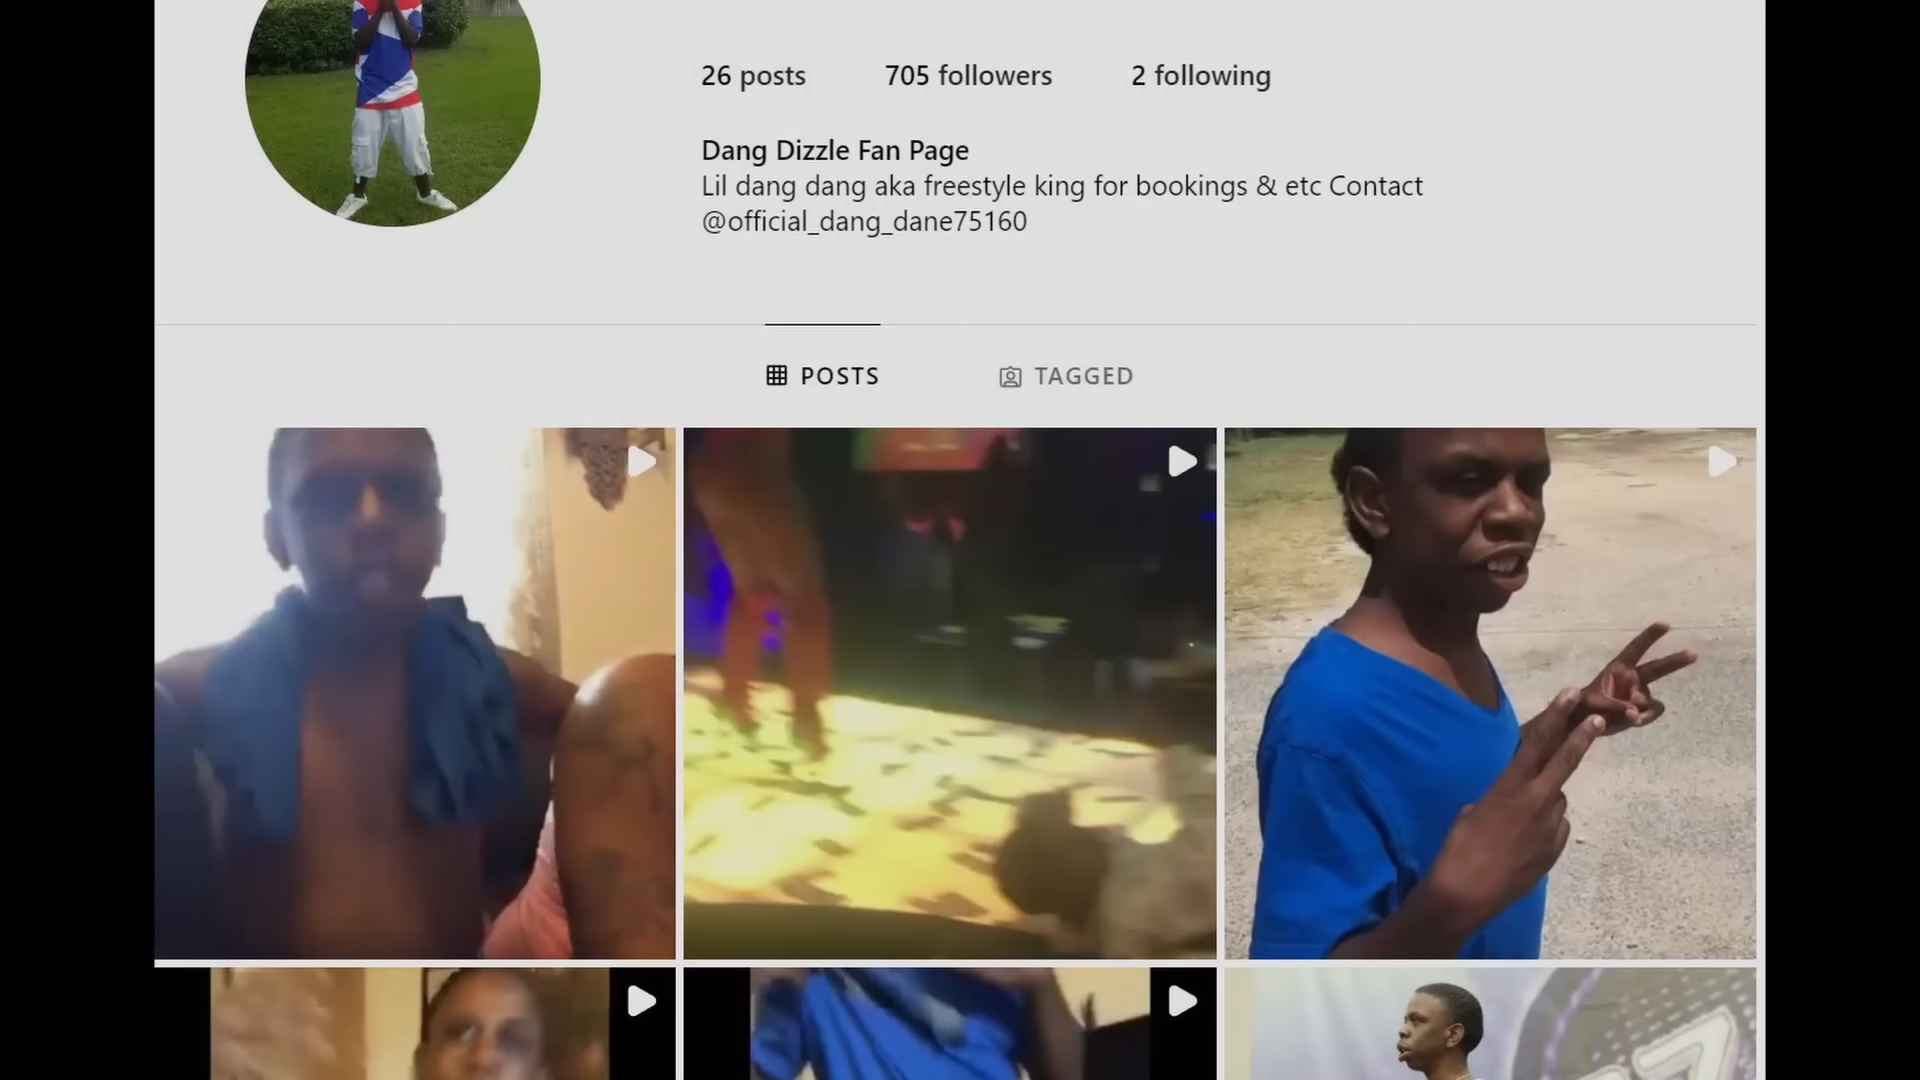 26 posts 705 followers 2 following
Dang Dizzle Fan Page
Lil dang dang aka freestyle king for bookings & etc Contact
@official_dang_dane75160
POSTS TAGGED